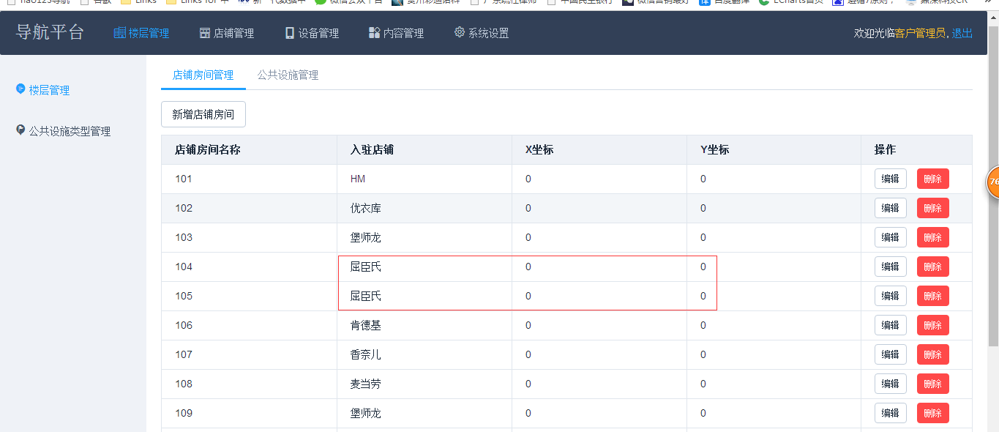 导航平台 楼层管理 店铺管理 设备管理 内容管理 系统设置 欢迎光临客户管理员, 退出
楼层管理
公共设施类型管理
店铺房间管理 公共设施管理
新增店铺房间
店铺房间名称 入驻店铺 X坐标 Y坐标 操作
101 HM 0 0 编辑 删除
102 优衣库 0 0 编辑 删除
103 堡师龙 0 0 编辑 删除
104 屈臣氏 0 0 编辑 删除
105 屈臣氏 0 0 编辑 删除
106 肯德基 0 0 编辑 删除
107 香奈儿 0 0 编辑 删除
108 麦当劳 0 0 编辑 删除
109 堡师龙 0 0 编辑 删除
76